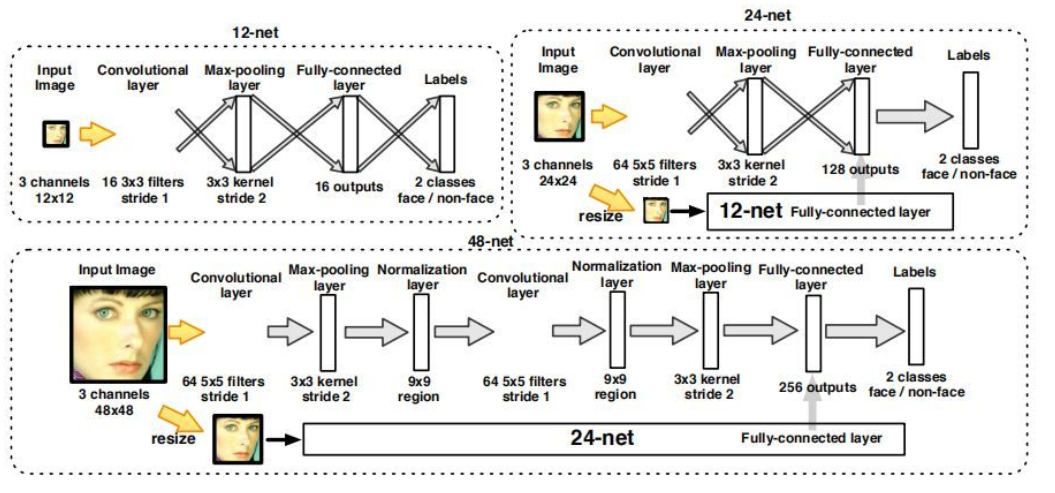 12-net
Input Image
Convolutional layer
Max-pooling layer
Fully-connected layer
Labels
3 channels
12x12
16 3x3 filters
stride 1
3x3 kernel
stride 2
16 outputs
2 classes
face / non-face
24-net
Input Image
Convolutional layer
Max-pooling layer
Fully-connected layer
Labels
3 channels
24x24
64 5x5 filters
stride 1
3x3 kernel
stride 2
128 outputs
2 classes
face / non-face
resize
12-net Fully-connected layer
48-net
Input Image
Convolutional layer
Max-pooling layer
Normalization layer
Convolutional layer
Normalization layer
Max-pooling layer
Fully-connected layer
Labels
3 channels
48x48
64 5x5 filters
stride 1
3x3 kernel
stride 2
9x9
region
64 5x5 filters
stride 1
9x9
region
3x3 kernel
stride 2
256 outputs
2 classes
face / non-face
resize
24-net Fully-connected layer